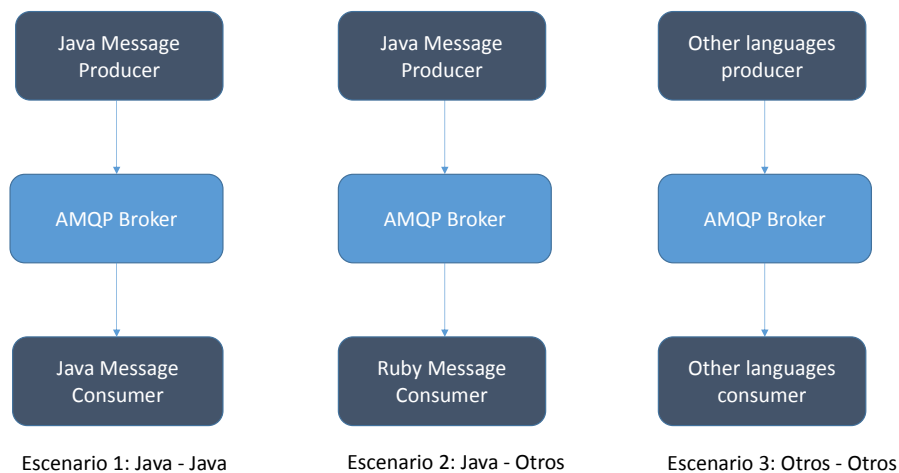 Java Message
Producer
Java Message
Producer
Other languages
producer
AMQP Broker
AMQP Broker
AMQP Broker
Java Message
Consumer
Ruby Message
Consumer
Other languages
consumer
Escenario 1: Java - Java
Escenario 2: Java - Otros
Escenario 3: Otros - Otros